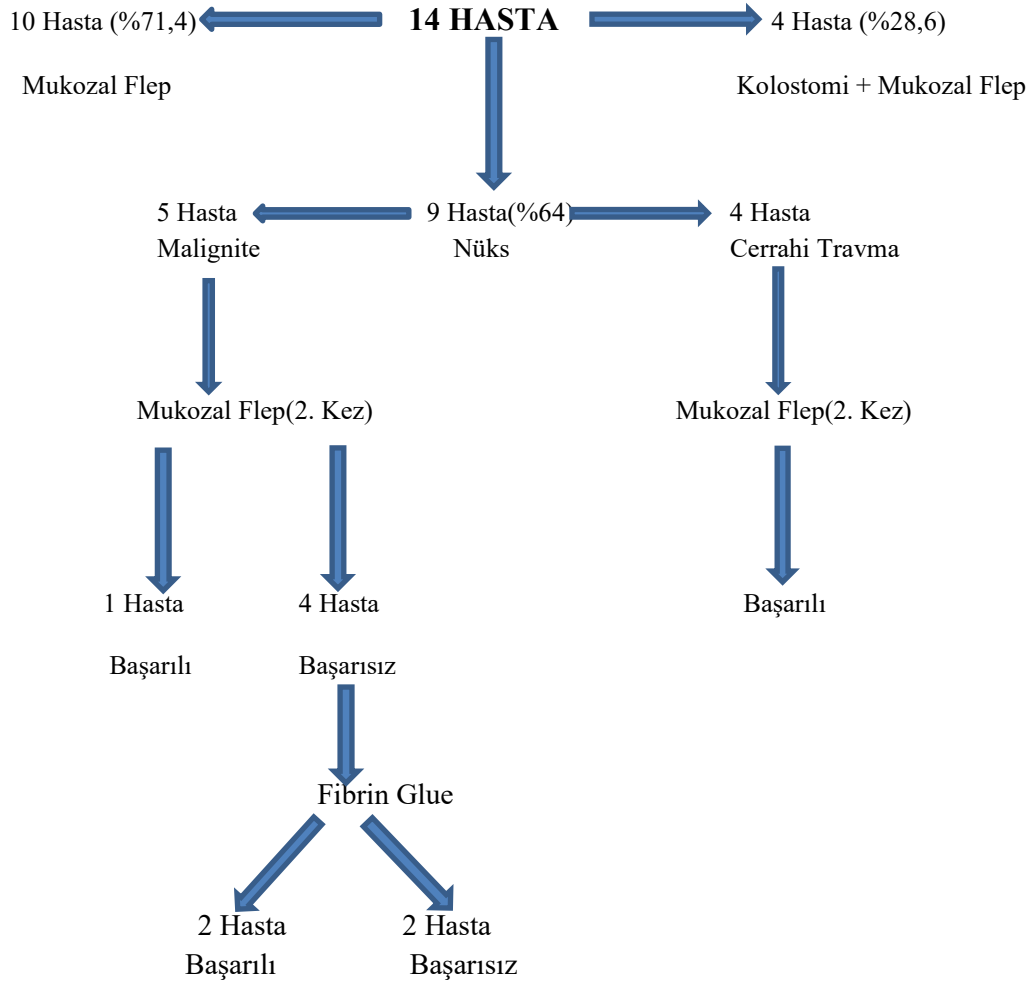 10 Hasta (%71,4) 14 HASTA 4 Hasta (%28,6)
Mukozal Flep Kolostomi + Mukozal Flep
5 Hasta 9 Hasta(%64) 4 Hasta
Malignite Nüks Cerrahi Travma
Mukozal Flep(2. Kez) Mukozal Flep(2. Kez)
1 Hasta 4 Hasta Başarılı
Başarılı Başarısız
Fibrin Glue
2 Hasta 2 Hasta
Başarılı Başarısız